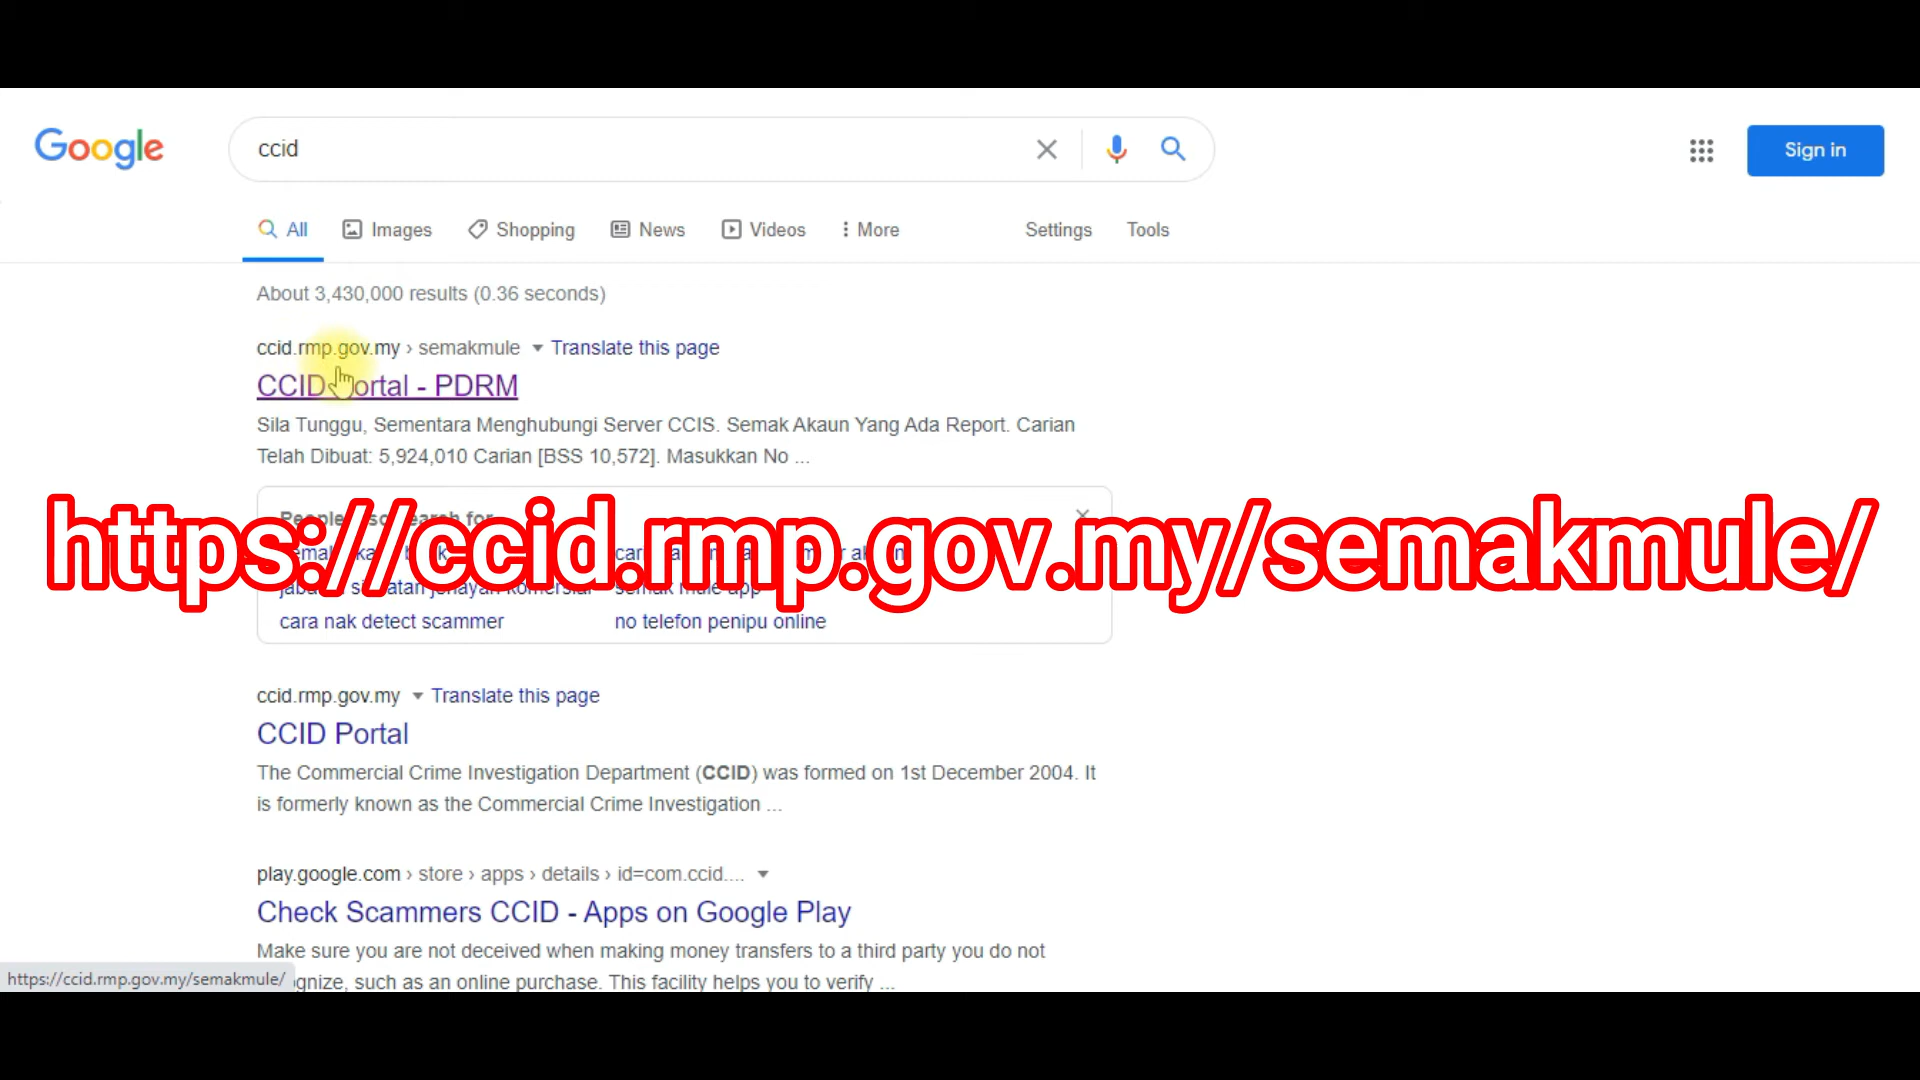 Google
ccid
Sign in
All Images Shopping News Videos More Settings Tools
About 3,430,000 results (0.36 seconds)
ccid.rmp.gov.my › semakmule Translate this page
CCID Portal - PDRM
Sila Tunggu, Sementara Menghubungi Server CCIS. Semak Akaun Yang Ada Report. Carian
Telah Dibuat: 5,924,010 Carian [BSS 10,572]. Masukkan No ...
People also search for
https://ccid.rmp.gov.my/semakmule/
semak mule app
cara nak detect scammer no telefon penipu online
ccid.rmp.gov.my Translate this page
CCID Portal
The Commercial Crime Investigation Department (CCID) was formed on 1st December 2004. It
is formerly known as the Commercial Crime Investigation ...
play.google.com › store › apps › details › id=com.ccid....
Check Scammers CCID - Apps on Google Play
Make sure you are not deceived when making money transfers to a third party you do not
https://ccid.rmp.gov.my/semakmule/ such as an online purchase. This facility helps you to verify ...